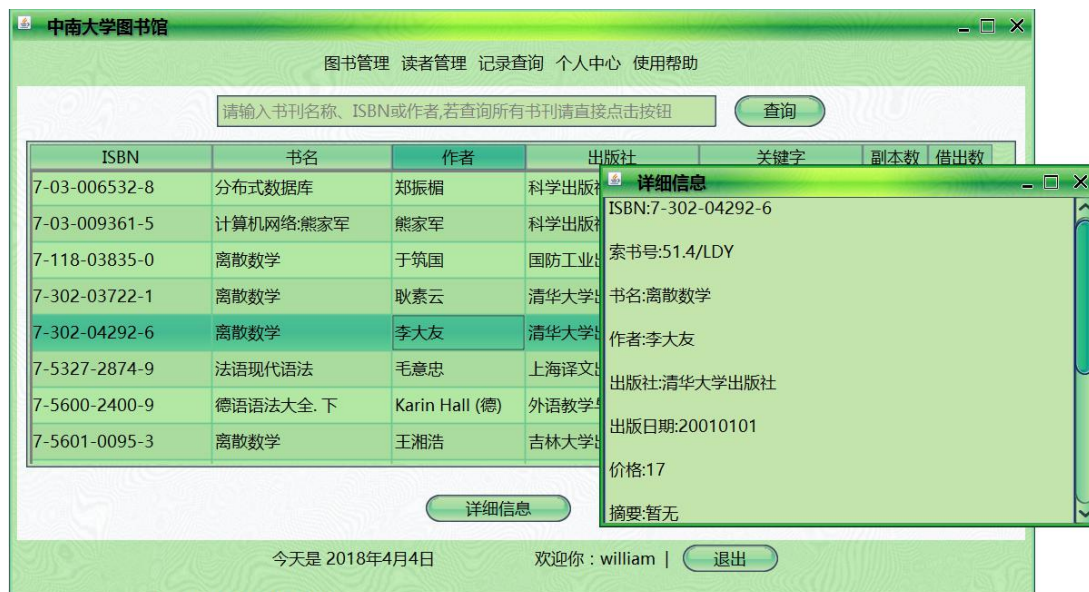 中南大学图书馆
图书管理 读者管理 记录查询 个人中心 使用帮助
请输入书刊名称、ISBN或作者,若查询所有书刊请直接点击按钮 查询
ISBN 书名 作者 出版社 关键字 副本数 借出数
7-03-006532-8 分布式数据库 郑振楣 科学出版社
7-03-009361-5 计算机网络:熊家军 熊家军 科学出版社
7-118-03835-0 离散数学 于筑国 国防工业
7-302-03722-1 离散数学 耿素云 清华大学
7-302-04292-6 离散数学 李大友 清华大学
7-5327-2874-9 法语现代语法 毛意忠 上海译文
7-5600-2400-9 德语语法大全. 下 Karin Hall (德) 外语教学
7-5601-0095-3 离散数学 王湘浩 吉林大学
详细信息
详细信息
ISBN:7-302-04292-6
索书号:51.4/LDY
书名:离散数学
作者:李大友
出版社:清华大学出版社
出版日期:20010101
价格:17
摘要:暂无
今天是 2018年4月4日 欢迎你：william | 退出